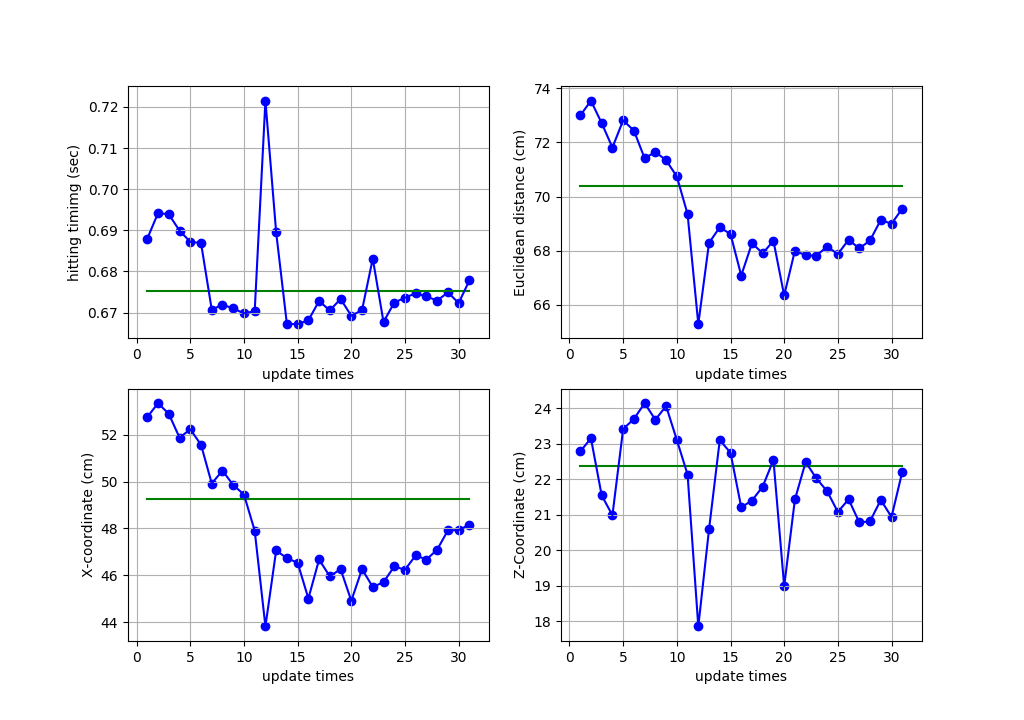 hitting timimg (sec)
0.72
0.71
0.70
0.69
0.68
0.67
0 5 10 15 20 25 30
update times
Euclidean distance (cm)
74
72
70
68
66
0 5 10 15 20 25 30
update times
X-coordinate (cm)
52
50
48
46
44
0 5 10 15 20 25 30
update times
Z-Coordinate (cm)
24
23
22
21
20
19
18
0 5 10 15 20 25 30
update times